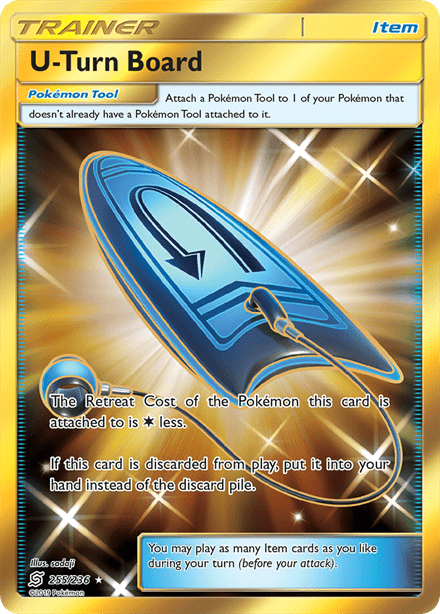 TRAINER
Item
U-Turn Board
Pokémon Tool
Attach a Pokémon Tool to 1 of your Pokémon that
doesn't already have a Pokémon Tool attached to it.
The Retreat Cost of the Pokémon this card is
attached to is less.
If this card is discarded from play, put it into your
hand instead of the discard pile.
You may play as many Item cards as you like
during your turn (before your attack).
Illus. sadaji
255/236
©2019 Pokémon